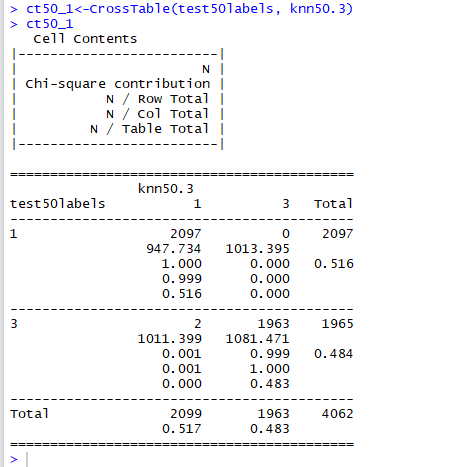 > ct50_1<-CrossTable(test50labels, knn50.3)
> ct50_1
   Cell Contents
|-------------------------|
|                       N |
| Chi-square contribution |
|           N / Row Total |
|           N / Col Total |
|         N / Table Total |
|-------------------------|
===========================================
                knn50.3
test50labels           1          3   Total
-------------------------------------------
1                   2097          0    2097
                 947.734   1013.395
                   1.000      0.000   0.516
                   0.999      0.000
                   0.516      0.000
-------------------------------------------
3                      2       1963    1965
                1011.399   1081.471
                   0.001      0.999   0.484
                   0.001      1.000
                   0.000      0.483
-------------------------------------------
Total               2099       1963    4062
                   0.517      0.483
===========================================
>